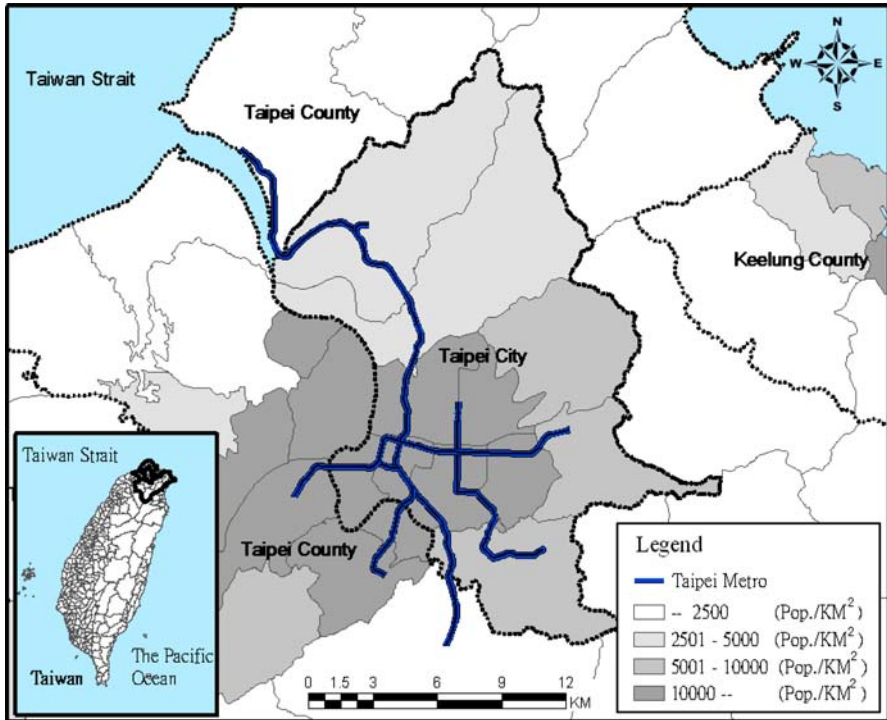 Taiwan Strait
Taipei County
N
W
E
S
Keelung County
Taipei City
Taipei County
Taiwan Strait
Taiwan
The Pacific
Ocean
Legend
Taipei Metro
-- 2500 (Pop./KM²)
2501 - 5000 (Pop./KM²)
5001 - 10000 (Pop./KM²)
10000 -- (Pop./KM²)
0 1.5 3 6 9 12
KM